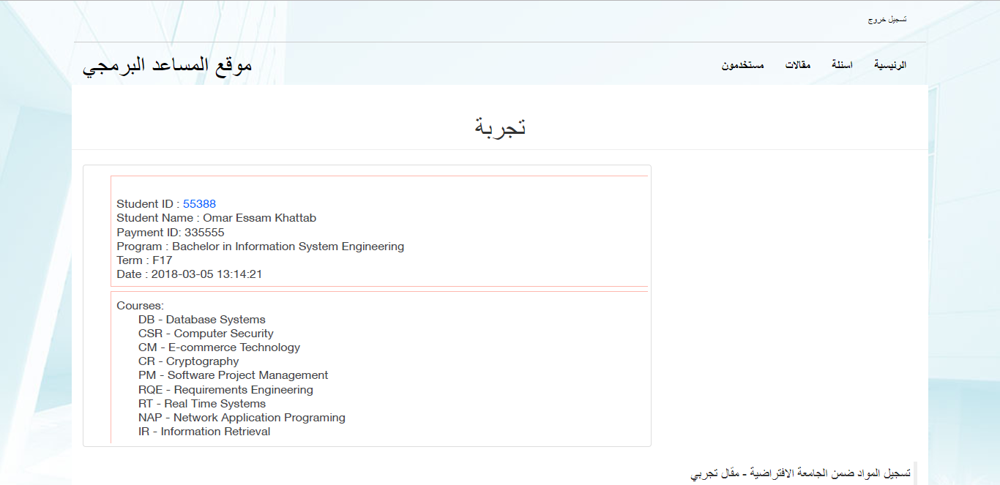 تسجيل خروج
الرئيسية اسئلة مقالات مستخدمون
موقع المساعد البرمجي
تجربة
Student ID : 55388
Student Name : Omar Essam Khattab
Payment ID: 335555
Program : Bachelor in Information System Engineering
Term : F17
Date : 2018-03-05 13:14:21
Courses:
DB - Database Systems
CSR - Computer Security
CM - E-commerce Technology
CR - Cryptography
PM - Software Project Management
RQE - Requirements Engineering
RT - Real Time Systems
NAP - Network Application Programing
IR - Information Retrieval
تسجيل المواد ضمن الجامعة الافتراضية - مقال تجربي